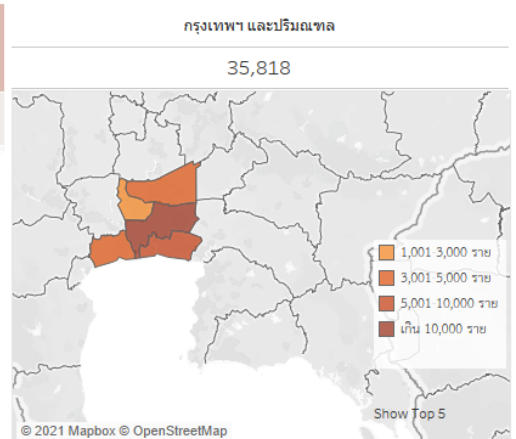 กรุงเทพฯ และปริมณฑล
35,818
1,001 3,000 ราย
3,001 5,000 ราย
5,001 10,000 ราย
เกิน 10,000 ราย
Show Top 5
© 2021 Mapbox © OpenStreetMap